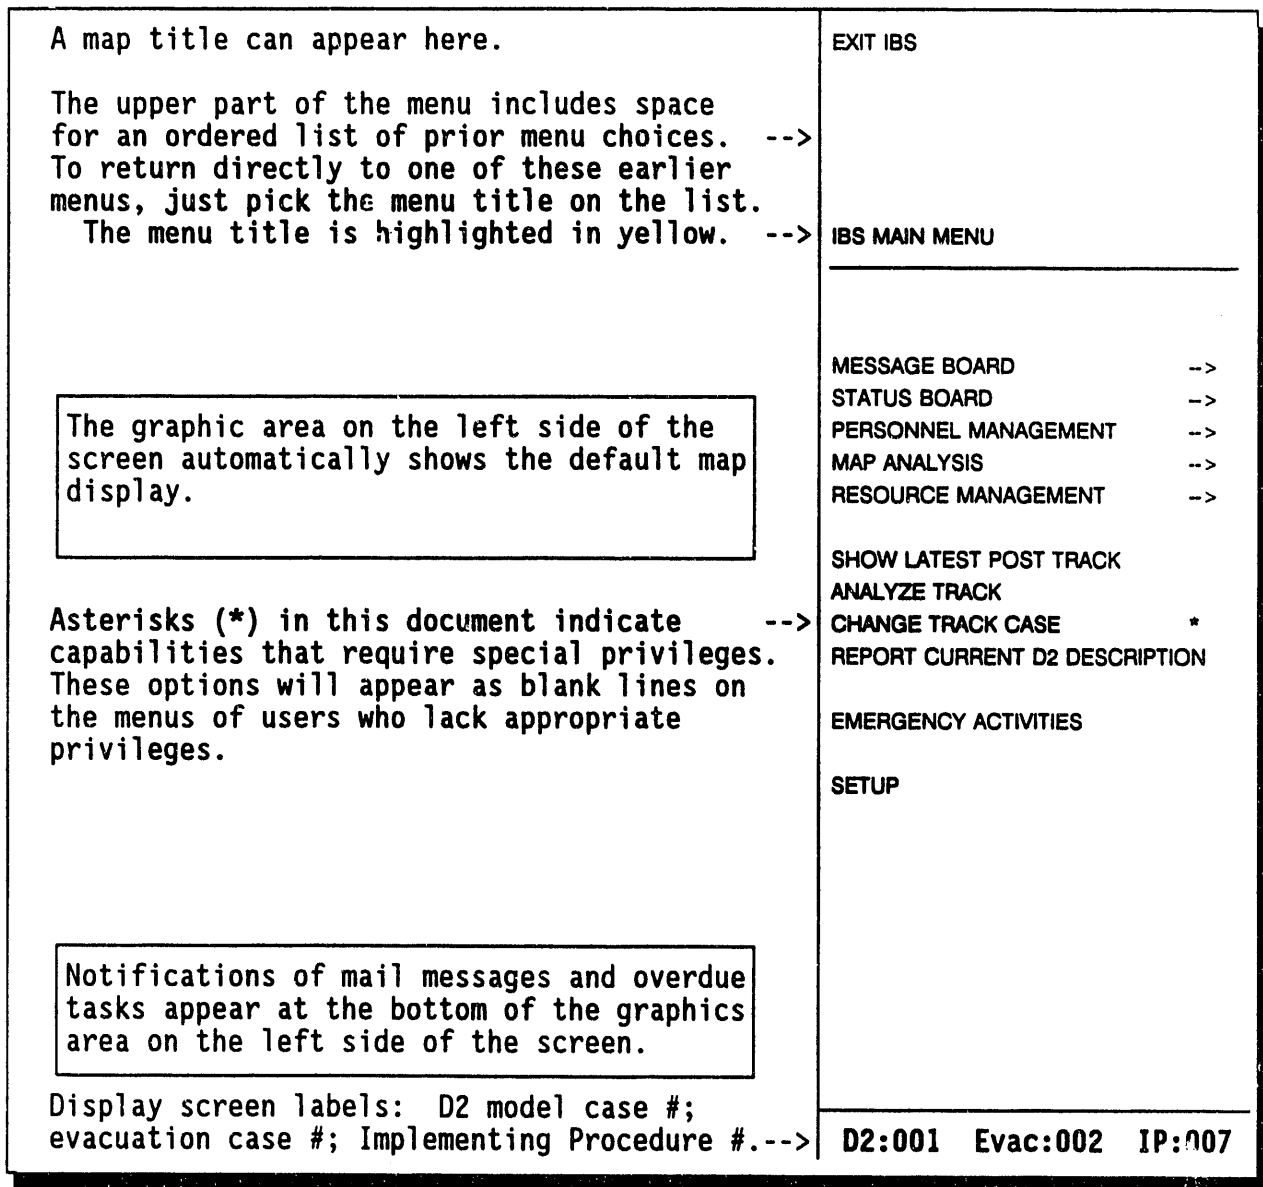 A map title can appear here.
EXIT IBS
The upper part of the menu includes space
for an ordered list of prior menu choices. -->
To return directly to one of these earlier
menus, just pick the menu title on the list.
The menu title is highlighted in yellow. -->
IBS MAIN MENU
MESSAGE BOARD -->
STATUS BOARD -->
PERSONNEL MANAGEMENT -->
MAP ANALYSIS -->
RESOURCE MANAGEMENT -->
The graphic area on the left side of the
screen automatically shows the default map
display.
SHOW LATEST POST TRACK
ANALYZE TRACK
CHANGE TRACK CASE *
REPORT CURRENT D2 DESCRIPTION
EMERGENCY ACTIVITIES
SETUP
Asterisks (*) in this document indicate -->
capabilities that require special privileges.
These options will appear as blank lines on
the menus of users who lack appropriate
privileges.
Notifications of mail messages and overdue
tasks appear at the bottom of the graphics
area on the left side of the screen.
Display screen labels: D2 model case #;
evacuation case #; Implementing Procedure #.-->
D2:001 Evac:002 IP:007